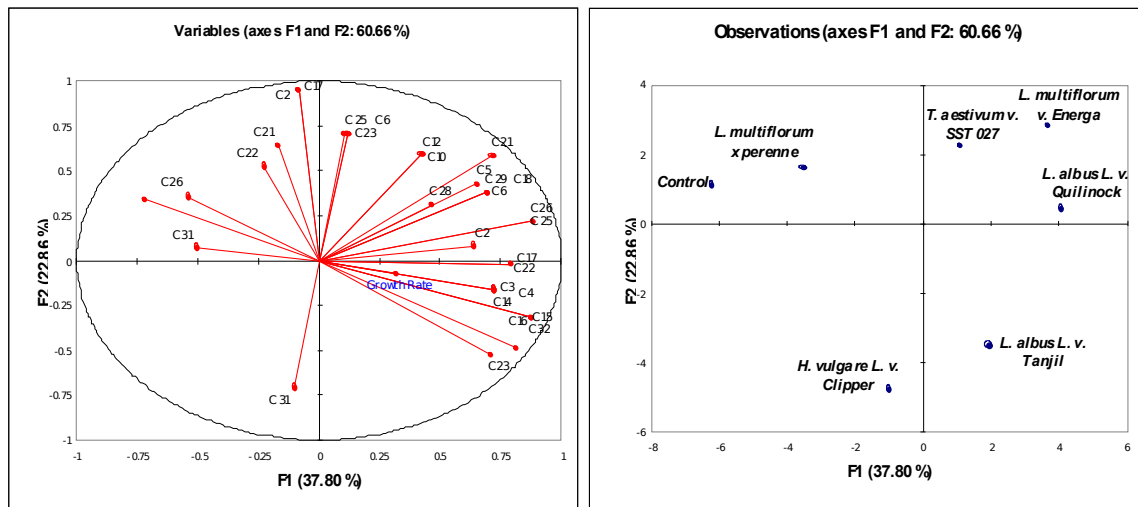 Variables (axes F1 and F2: 60.66 %)
1
0.75
0.5
0.25
0
-0.25
-0.5
-0.75
-1
F2 (22.86 %)
C2 C17
C25 C6
C23
C21
C22
C12
C10
C21
C5
C29 C18
C6
C28
C26
C26
C25
C31
C2
C17
C22
Growth Rate
C3
C4
C14
C15
C16
C32
C23
C31
-1 -0.75 -0.5 -0.25 0 0.25 0.5 0.75 1
F1 (37.80 %)
Observations (axes F1 and F2: 60.66 %)
4
2
0
-2
-4
-6
F2 (22.86 %)
L. multiflorum
v. Energa
T. aestivum v.
SST 027
L. multiflorum
x perenne
Control
L. albus L. v.
Quilinock
L. albus L. v.
Tanjil
H. vulgare L. v.
Clipper
-8 -6 -4 -2 0 2 4 6
F1 (37.80 %)